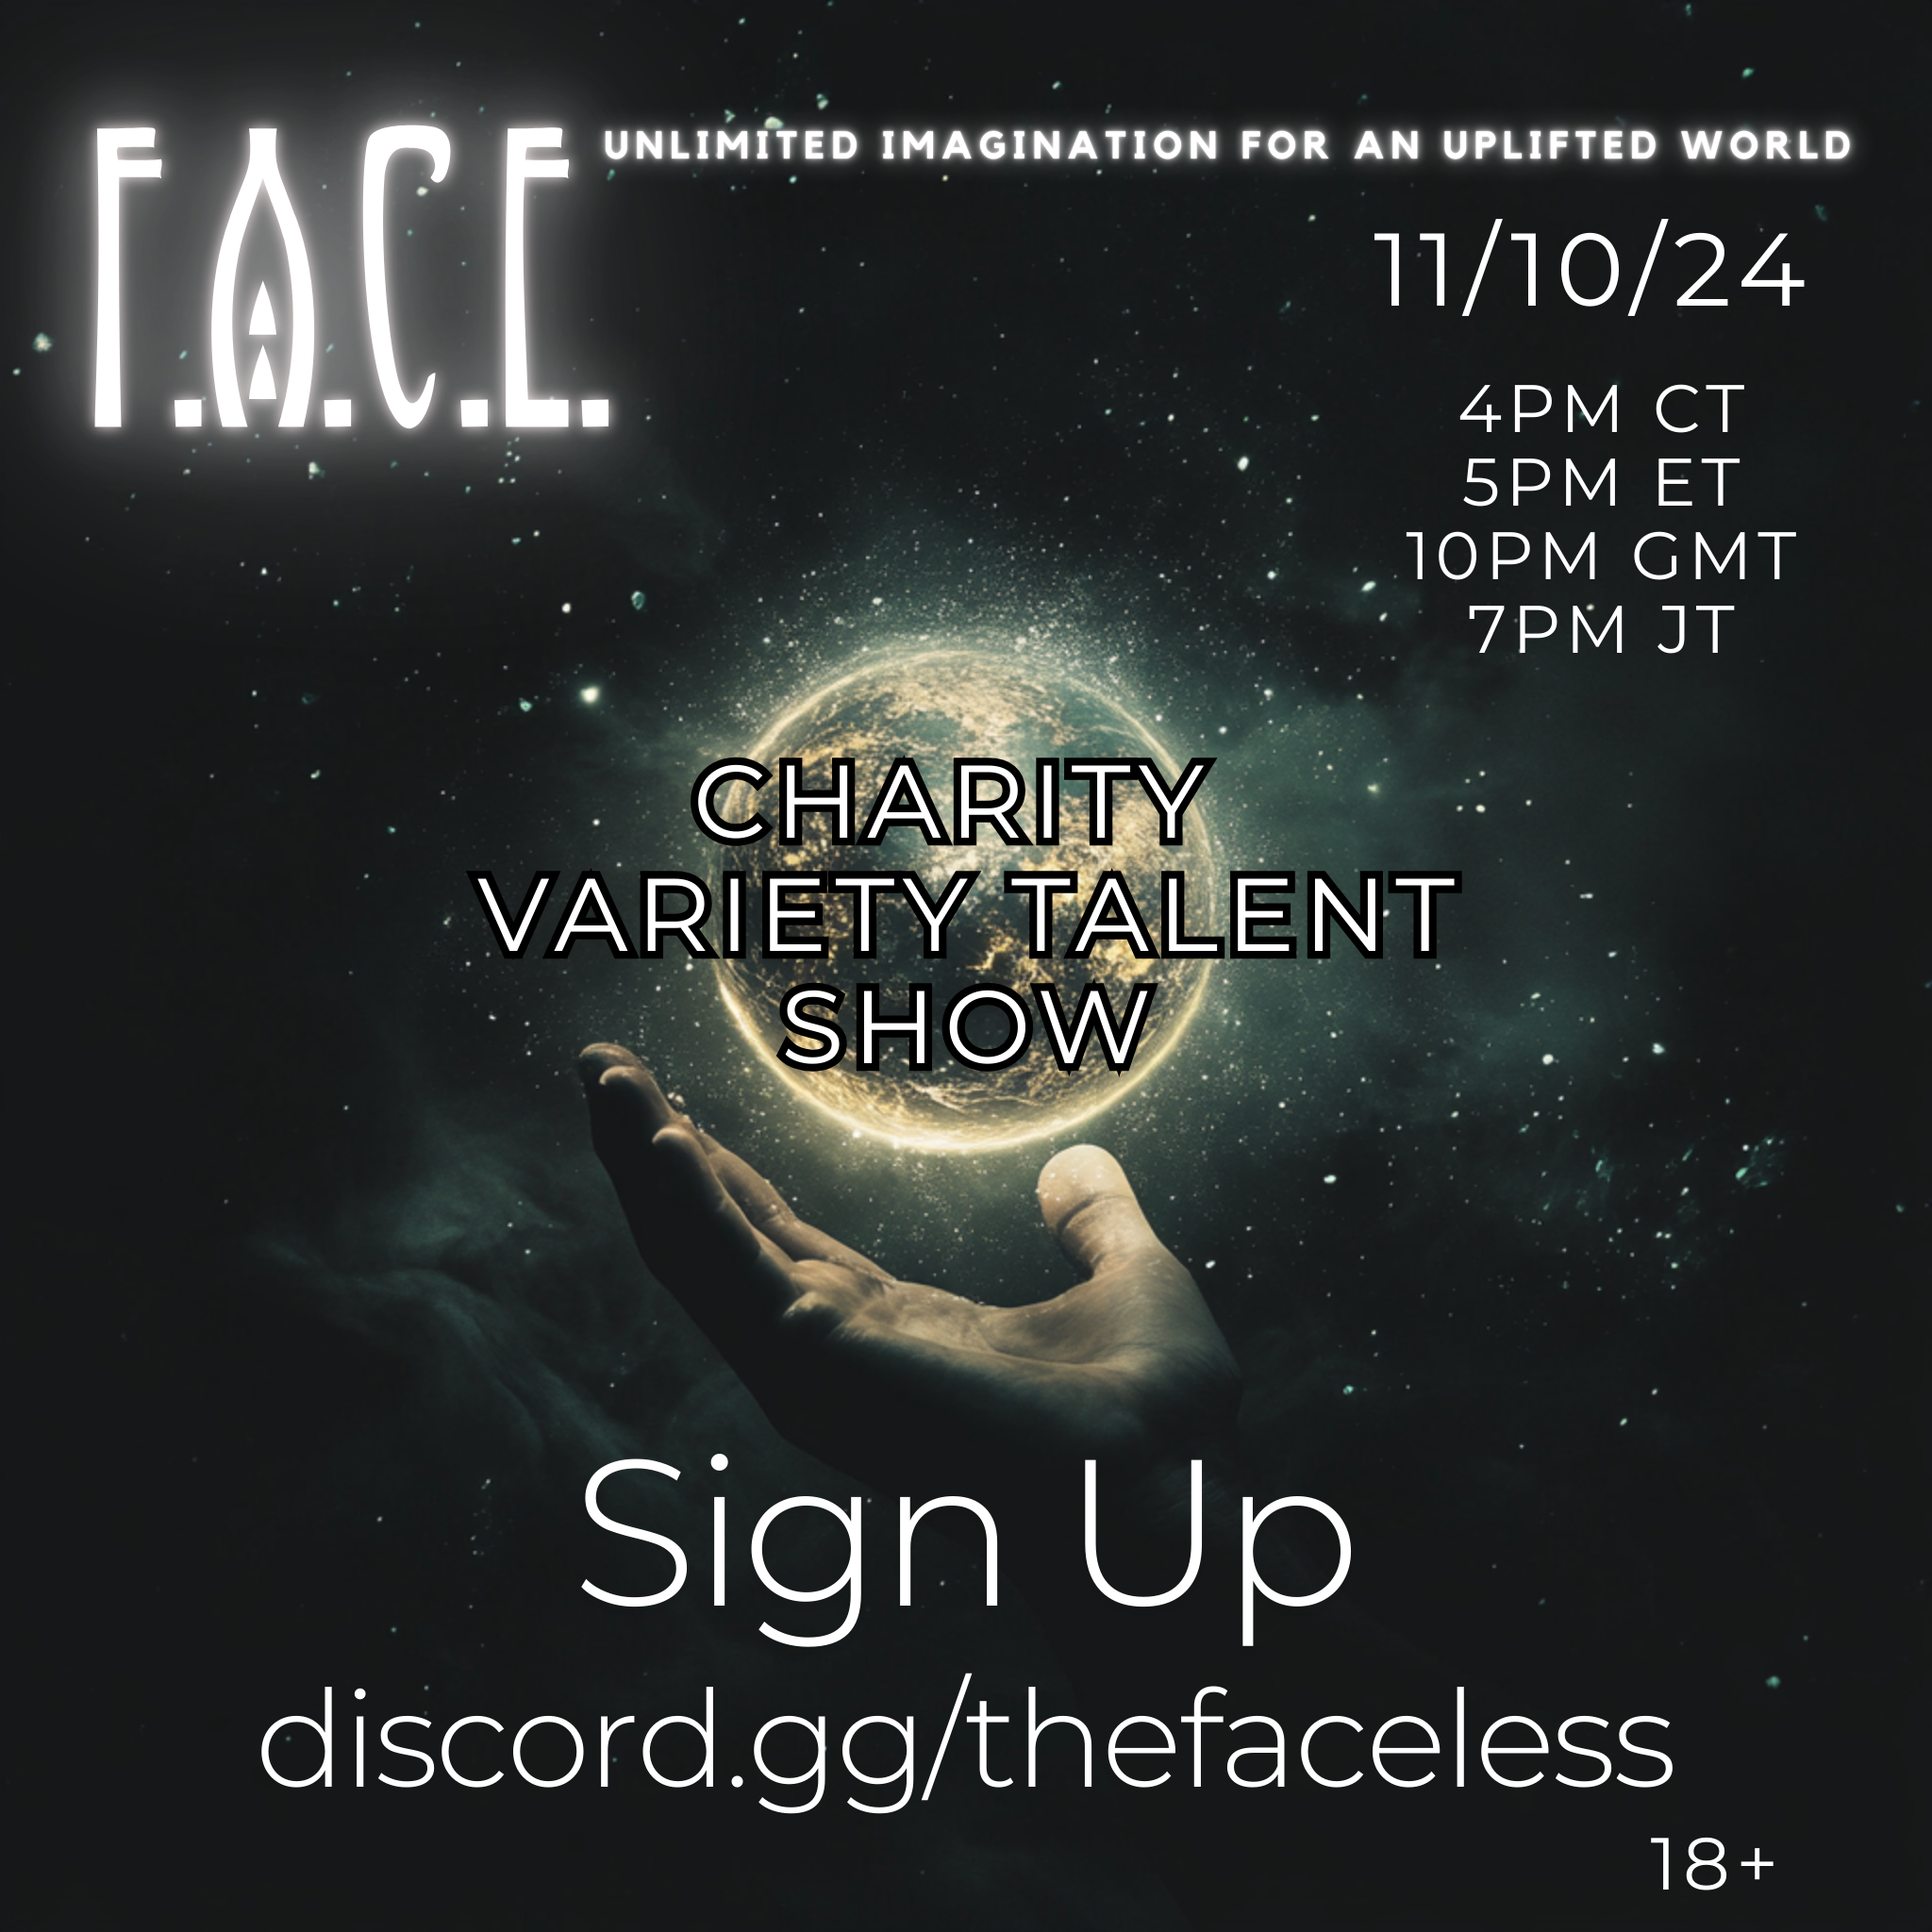 F.A.C.E.
UNLIMITED IMAGINATION FOR AN UPLIFTED WORLD
11/10/24
4PM CT
5PM ET
10PM GMT
7PM JT
CHARITY
VARIETY TALENT
SHOW
Sign Up
discord.gg/thefaceless
18+